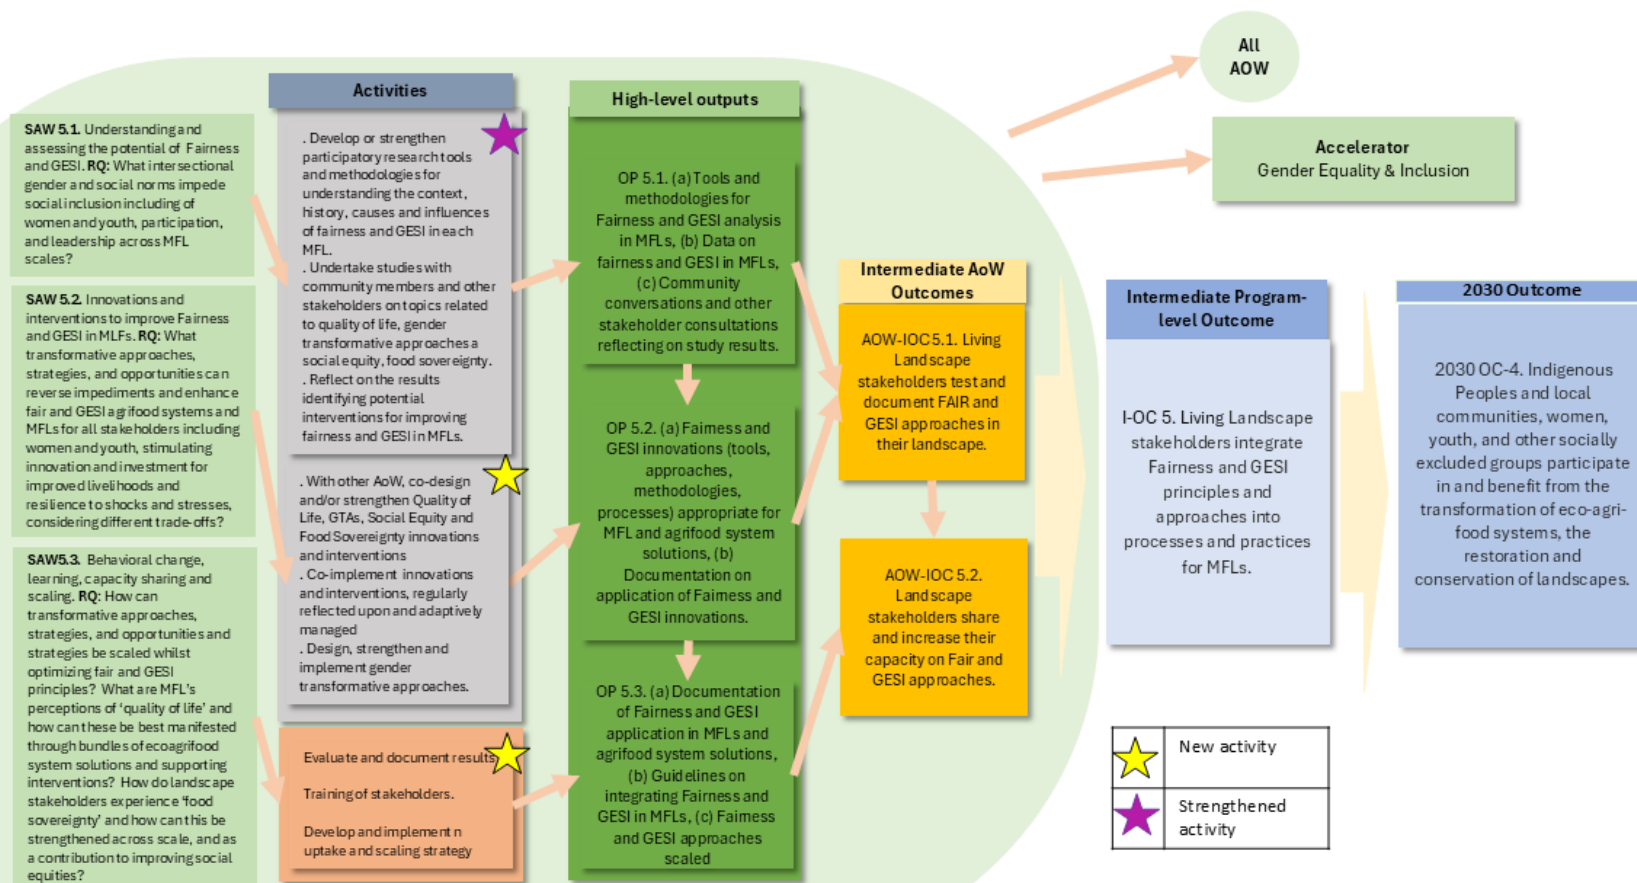 All
AOW
Accelerator
Gender Equality & Inclusion
SAW 5.1. Understanding and
assessing the potential of Fairness
and GESI. RQ: What intersectional
gender and social norms impede
social inclusion including of
women and youth, participation,
and leadership across MFL
scales?
SAW 5.2. Innovations and
interventions to improve Fairness
and GESI in MLFs. RQ: What
transformative approaches,
strategies, and opportunities can
reverse impediments and enhance
fair and GESI agrifood systems and
MFLs for all stakeholders including
women and youth, stimulating
innovation and investment for
improved livelihoods and
resilience to shocks and stresses,
considering different trade-offs?
SAW5.3. Behavioral change,
learning, capacity sharing and
scaling. RQ: How can
transformative approaches,
strategies, and opportunities and
strategies be scaled whilst
optimizing fair and GESI
principles? What are MFL's
perceptions of 'quality of life' and
how can these be best manifested
through bundles of ecoagrifood
system solutions and supporting
interventions? How do landscape
stakeholders experience 'food
sovereignty' and how can this be
strengthened across scale, and as
a contribution to improving social
equities?
Activities
. Develop or strengthen
participatory research tools
and methodologies for
understanding the context,
history, causes and influences
of fairness and GESI in each
MFL.
. Undertake studies with
community members and other
stakeholders on topics related
to quality of life, gender
transformative approaches a
social equity, food sovereignty.
. Reflect on the results
identifying potential
interventions for improving
fairness and GESI in MFLs.
. With other AoW, co-design
and/or strengthen Quality of
Life, GTAs, Social Equity and
Food Sovereignty innovations
and interventions
. Co-implement innovations
and interventions, regularly
reflected upon and adaptively
managed
. Design, strengthen and
implement gender
transformative approaches.
Evaluate and document results
Training of stakeholders.
Develop and implement n
uptake and scaling strategy
High-level outputs
OP 5.1. (a) Tools and
methodologies for
Fairness and GESI analysis
in MFLs, (b) Data on
fairness and GESI in MFLs,
(c) Community
conversations and other
stakeholder consultations
reflecting on study results.
OP 5.2. (a) Fairness and
GESI innovations (tools,
approaches,
methodologies,
processes) appropriate for
MFL and agrifood system
solutions, (b)
Documentation on
application of Fairness and
GESI innovations.
OP 5.3. (a) Documentation
of Fairness and GESI
application in MFLs and
agrifood system solutions,
(b) Guidelines on
integrating Fairness and
GESI in MFLs, (c) Fairness
and GESI approaches
scaled
Intermediate AoW
Outcomes
AOW-IOC 5.1. Living
Landscape
stakeholders test and
document FAIR and
GESI approaches in
their landscape.
AOW-IOC 5.2.
Landscape
stakeholders share
and increase their
capacity on Fair and
GESI approaches.
Intermediate Program-
level Outcome
I-OC 5. Living Landscape
stakeholders integrate
Fairness and GESI
principles and
approaches into
processes and practices
for MFLs.
2030 Outcome
2030 OC-4. Indigenous
Peoples and local
communities, women,
youth, and other socially
excluded groups participate
in and benefit from the
transformation of eco-agri-
food systems, the
restoration and
conservation of landscapes.
New activity
Strengthened
activity